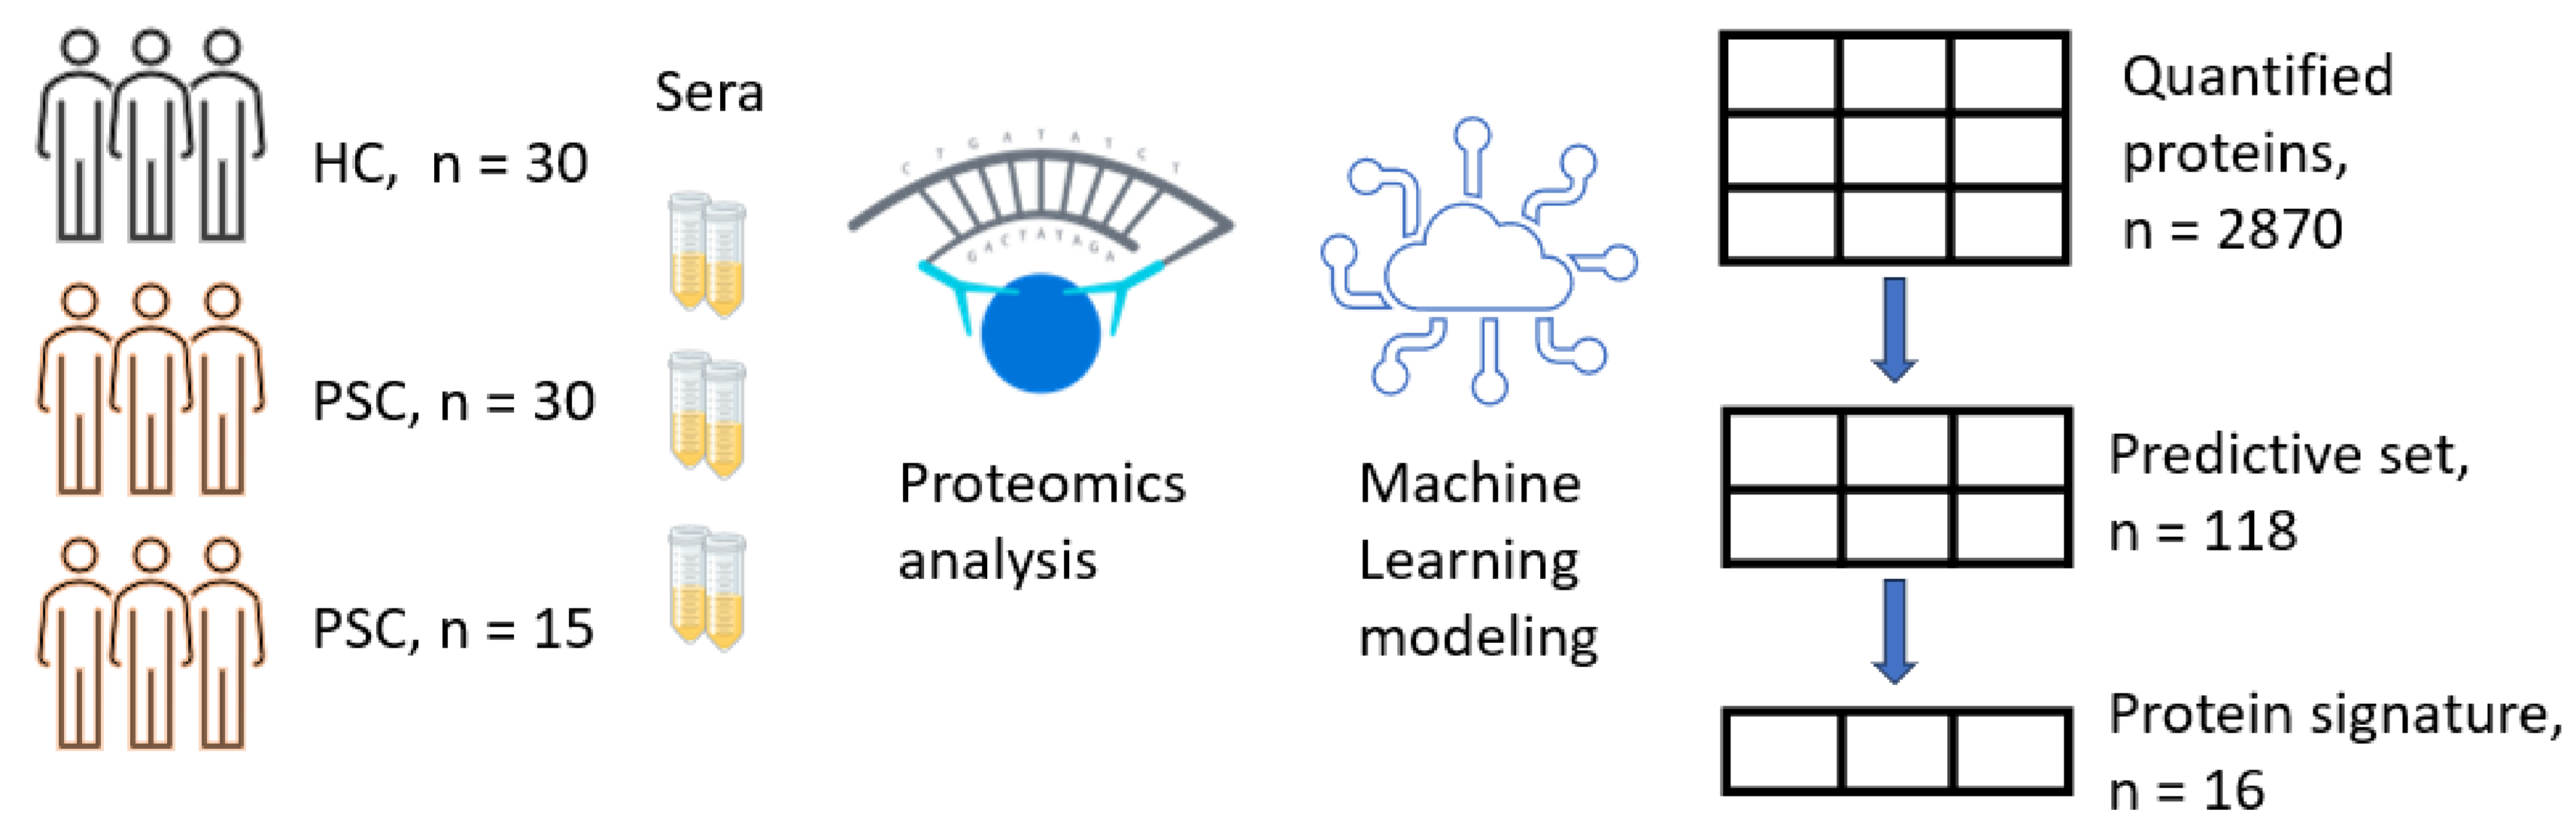 HC, n = 30
PSC, n = 30
PSC, n = 15
Sera
C T G A T A T C T
G A C T A T A G A
Proteomics
analysis
Machine
Learning
modeling
Quantified
proteins,
n = 2870
Predictive set,
n = 118
Protein signature,
n = 16